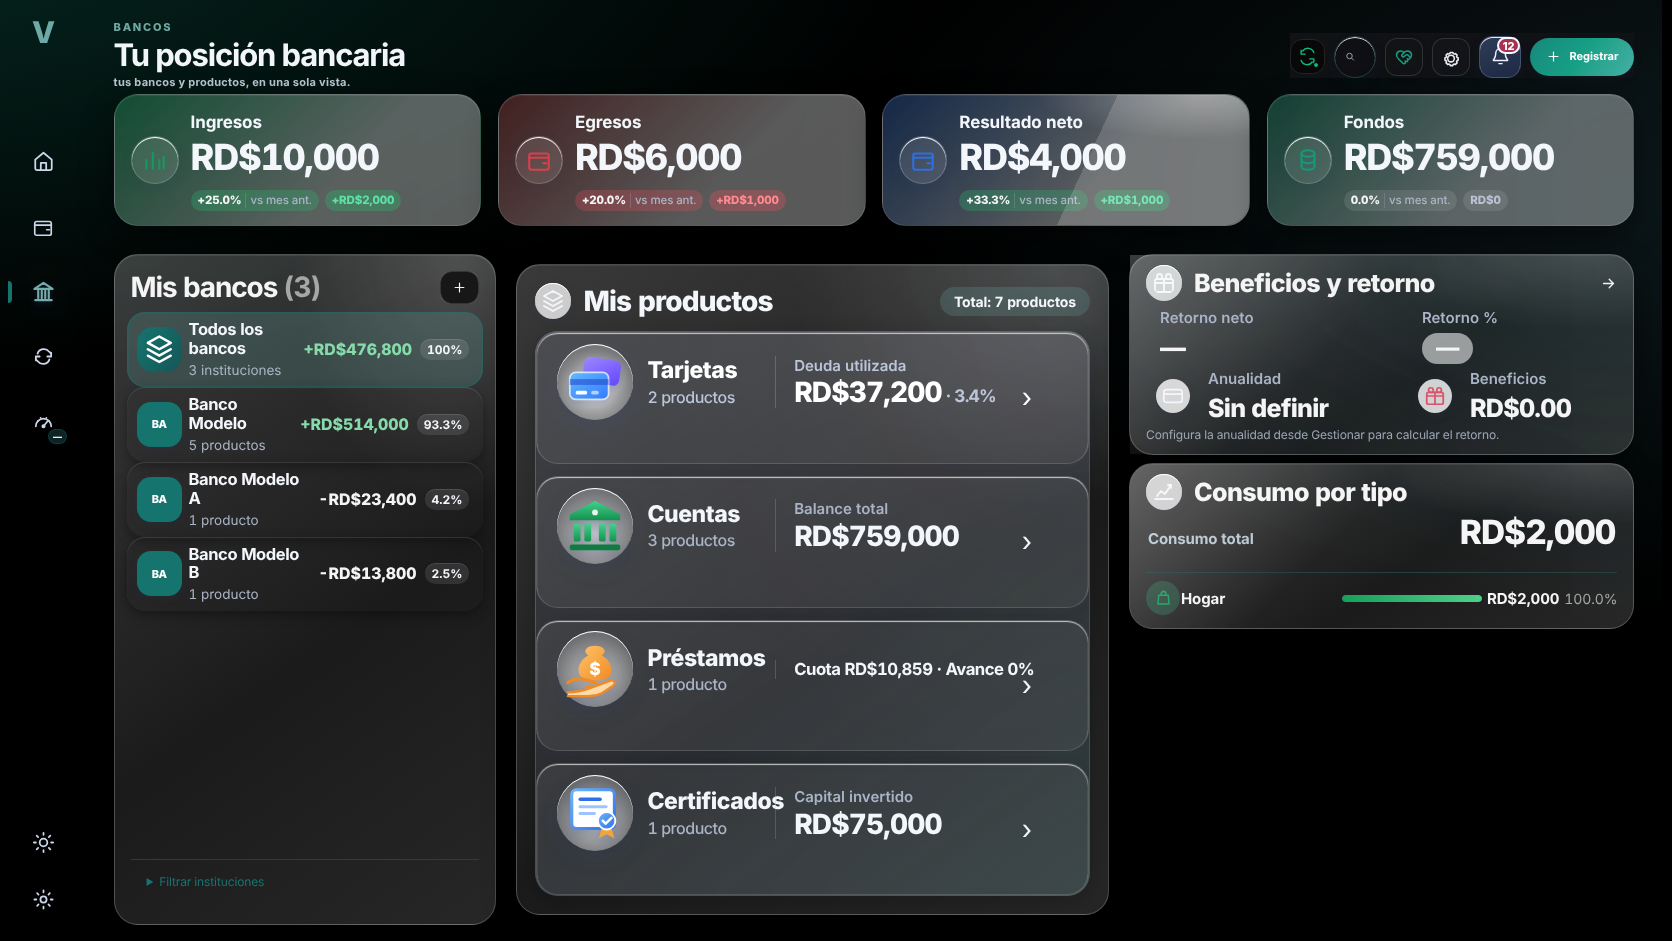 V
BANCOS
Tu posición bancaria
tus bancos y productos, en una sola vista.
12
+ Registrar
Ingresos
RD$10,000
+25.0% vs mes ant. +RD$2,000
Egresos
RD$6,000
+20.0% vs mes ant. +RD$1,000
Resultado neto
RD$4,000
+33.3% vs mes ant. +RD$1,000
Fondos
RD$759,000
0.0% vs mes ant. RD$0
Mis bancos (3)
+
Todos los
bancos
3 instituciones
+RD$476,800 100%
BA
Banco
Modelo
5 productos
+RD$514,000 93.3%
BA
Banco Modelo
A
1 producto
-RD$23,400 4.2%
BA
Banco Modelo
B
1 producto
-RD$13,800 2.5%
▶ Filtrar instituciones
Mis productos
Total: 7 productos
Tarjetas
2 productos
Deuda utilizada
RD$37,200 · 3.4%
›
Cuentas
3 productos
Balance total
RD$759,000
›
$
Préstamos
1 producto
Cuota RD$10,859 · Avance 0%
›
Certificados
1 producto
Capital invertido
RD$75,000
›
Beneficios y retorno
→
Retorno neto
—
Retorno %
—
Anualidad
Sin definir
Beneficios
RD$0.00
Configura la anualidad desde Gestionar para calcular el retorno.
Consumo por tipo
Consumo total
RD$2,000
Hogar
RD$2,000 100.0%